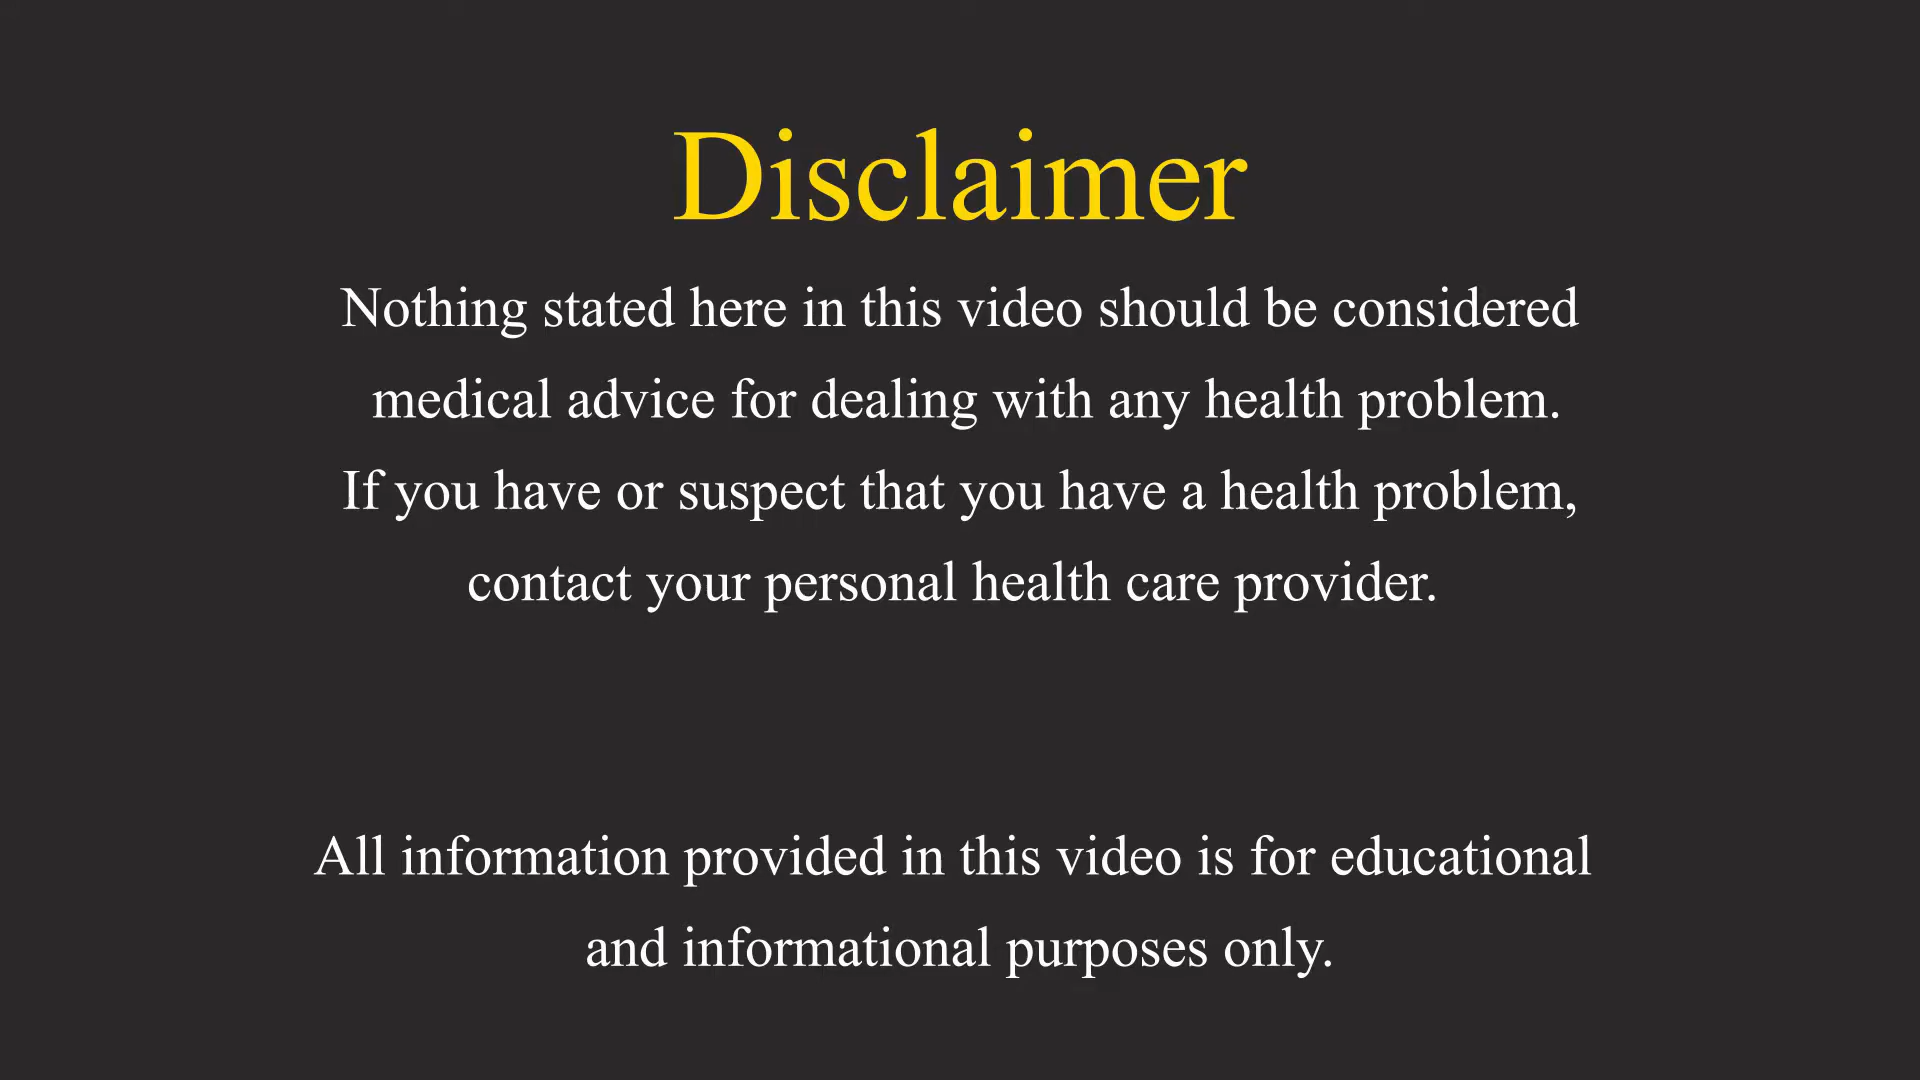 Disclaimer
Nothing stated here in this video should be considered
medical advice for dealing with any health problem.
If you have or suspect that you have a health problem,
contact your personal health care provider.
All information provided in this video is for educational
and informational purposes only.